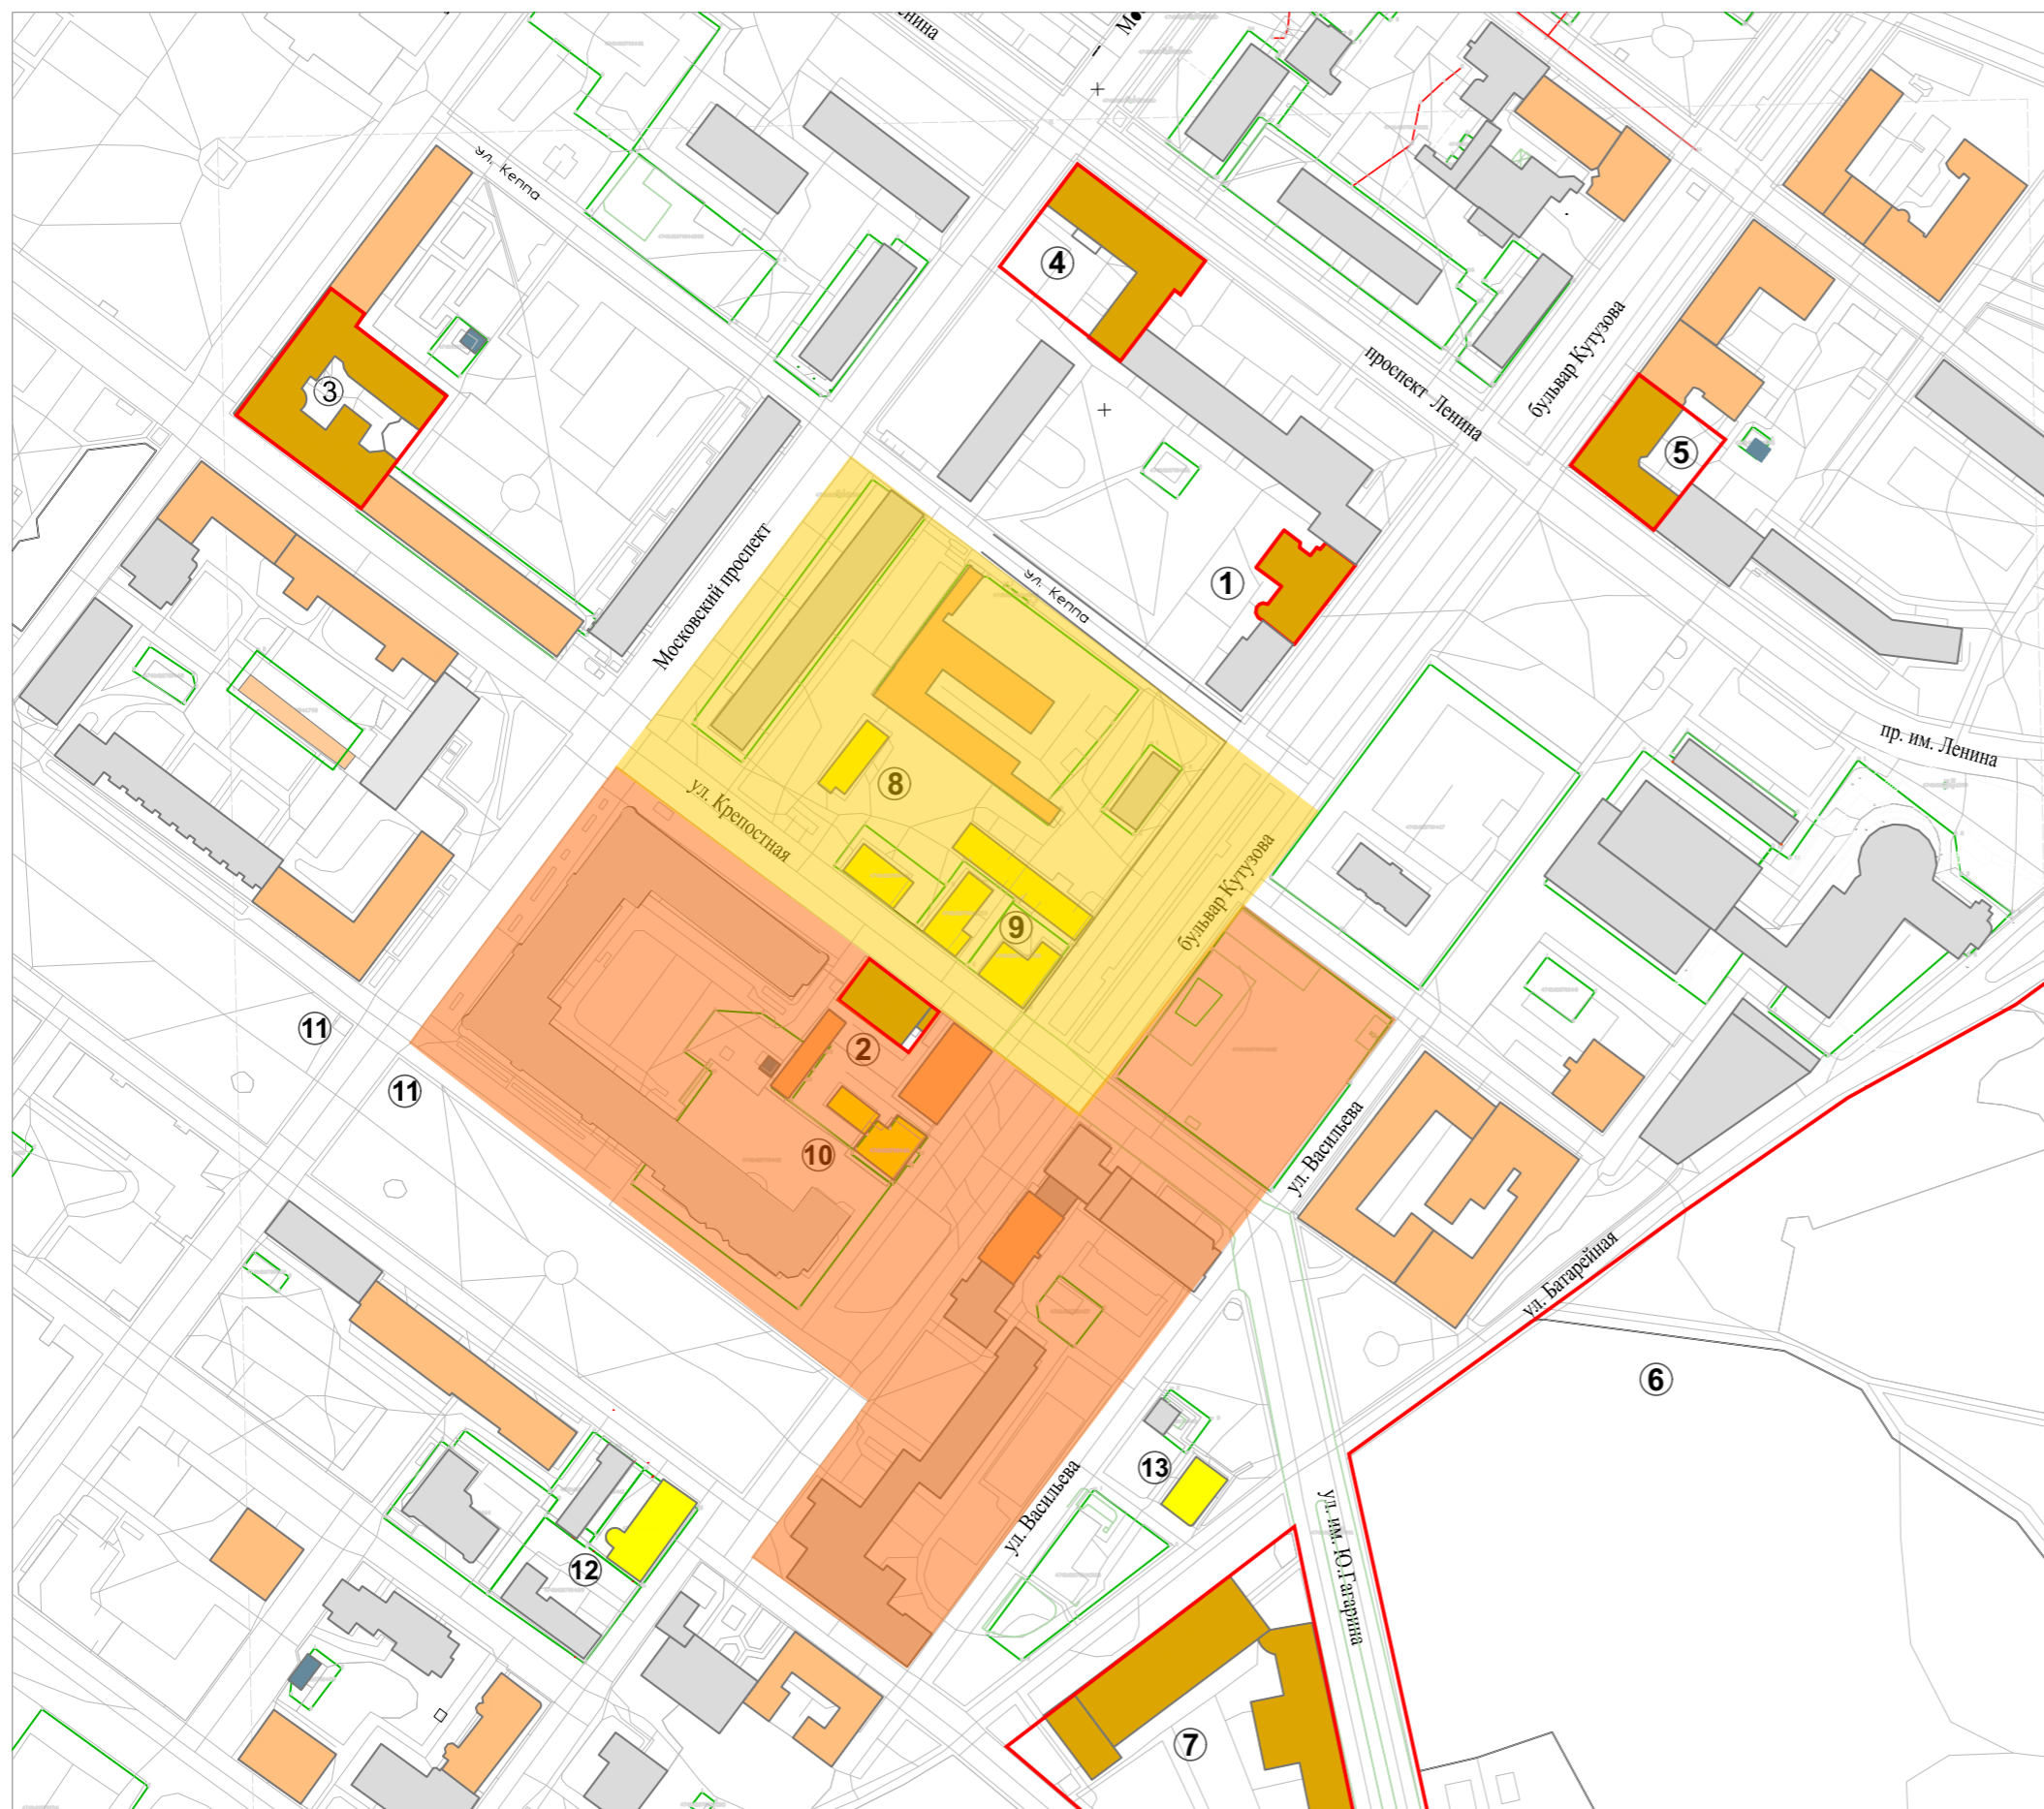 Ленина
Мо
ул. Кеппа
④
③
проспект Ленина
бульвар Кутузова
⑤
Московский проспект
ул. Кеппа
①
пр. им. Ленина
⑧
ул. Крепостная
бульвар Кутузова
⑨
⑪
②
⑪
⑩
ул. Васильева
ул. Батарейная
⑥
⑬
ул. Васильева
ул. им. Ю.Гагарина
⑫
⑦